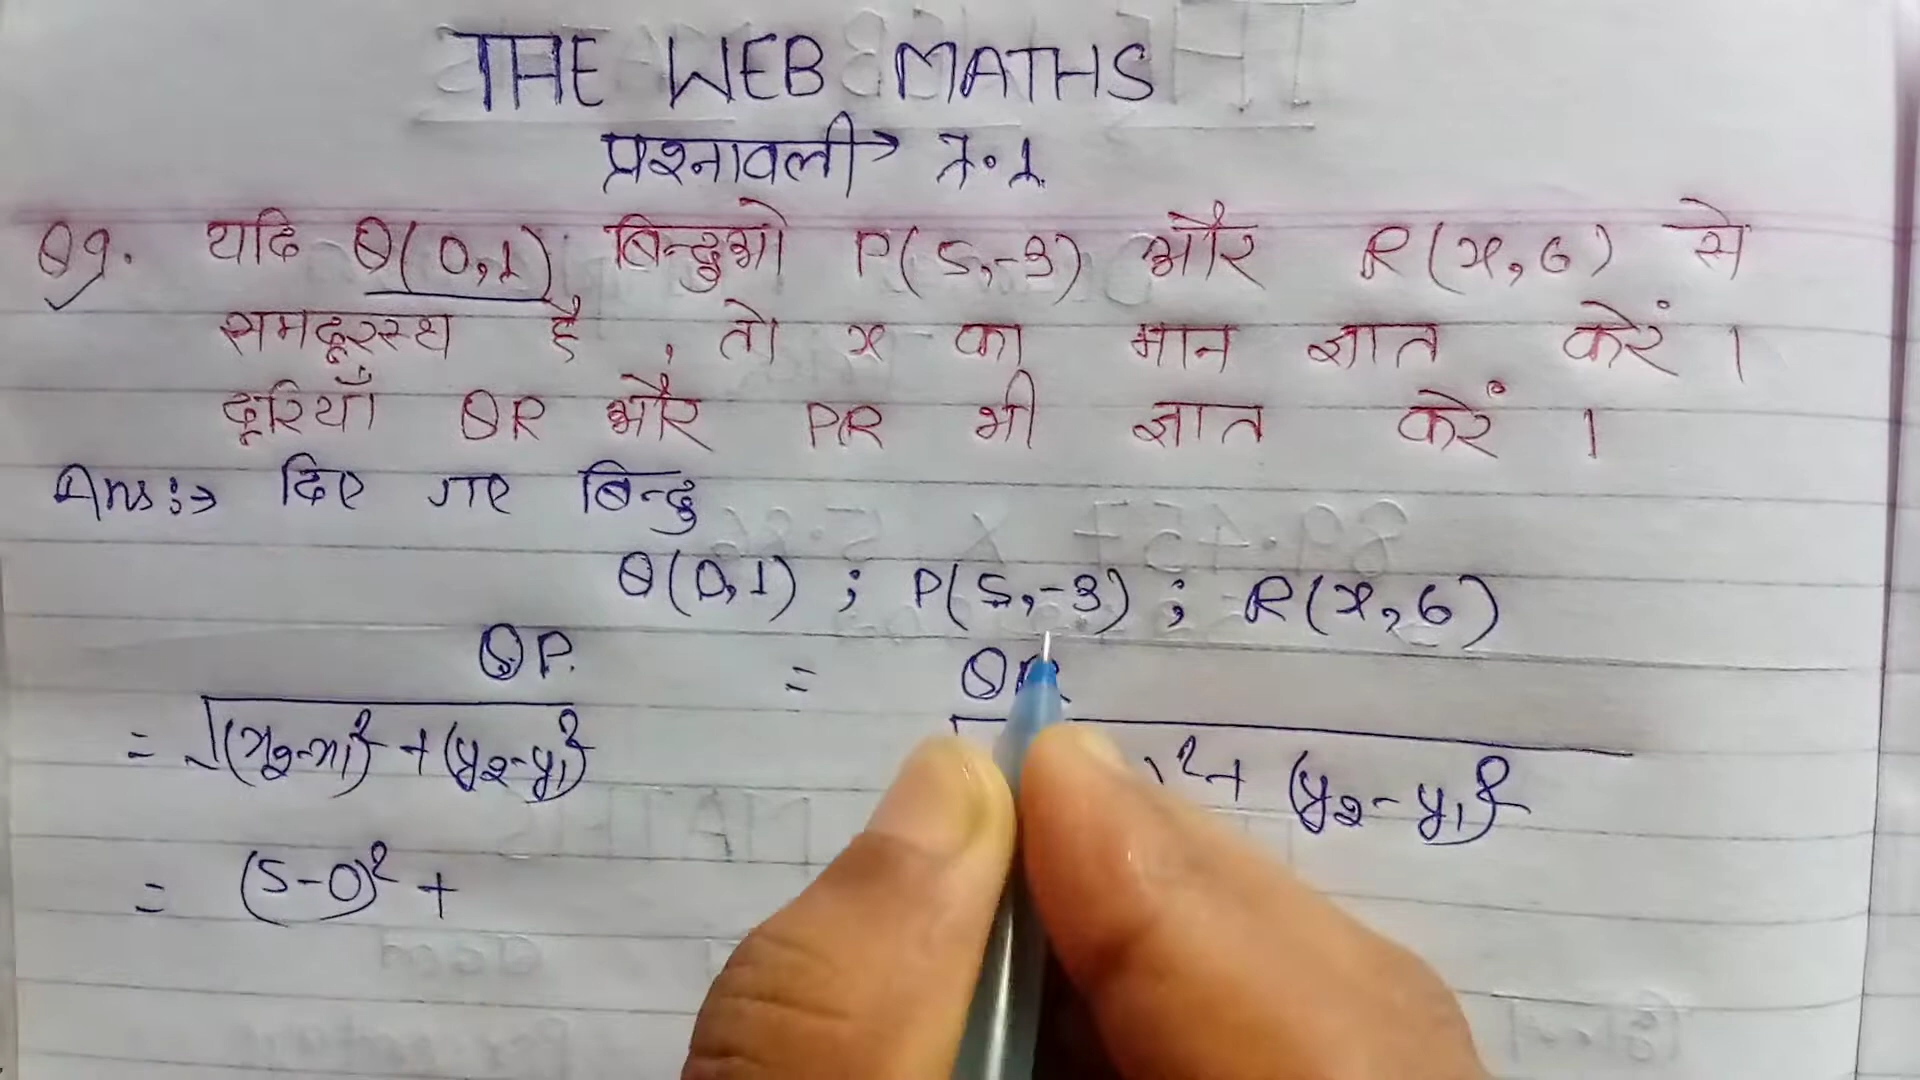 THE WEB MATHS
प्रश्नावली → 7.1
Q9. यदि Q(0,1) बिन्दुओ P(5,-3) और R(x,6) से
समदूरस्थ है, तो x का मान ज्ञात करें।
दूरियाँ QR और PR भी ज्ञात करें।
Ans:→ दिए गए बिन्दु
Q(0,1) ; P(5,-3) ; R(x,6)
QP. = QR
= √(x₂-x₁)² + (y₂-y₁)² ² + (y₂-y₁)²
= (5-0)² +